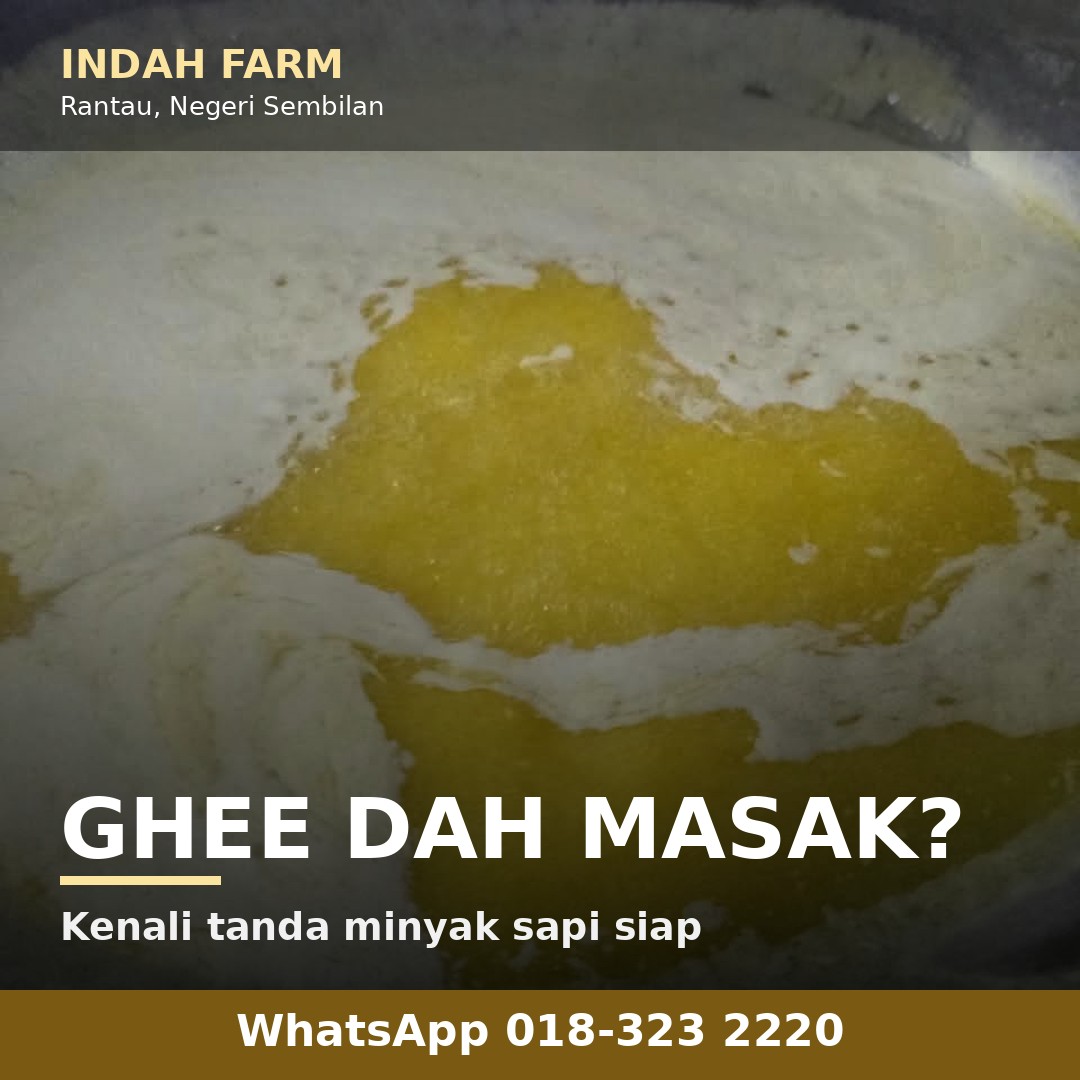 INDAH FARM
Rantau, Negeri Sembilan
GHEE DAH MASAK?
Kenali tanda minyak sapi siap
WhatsApp 018-323 2220